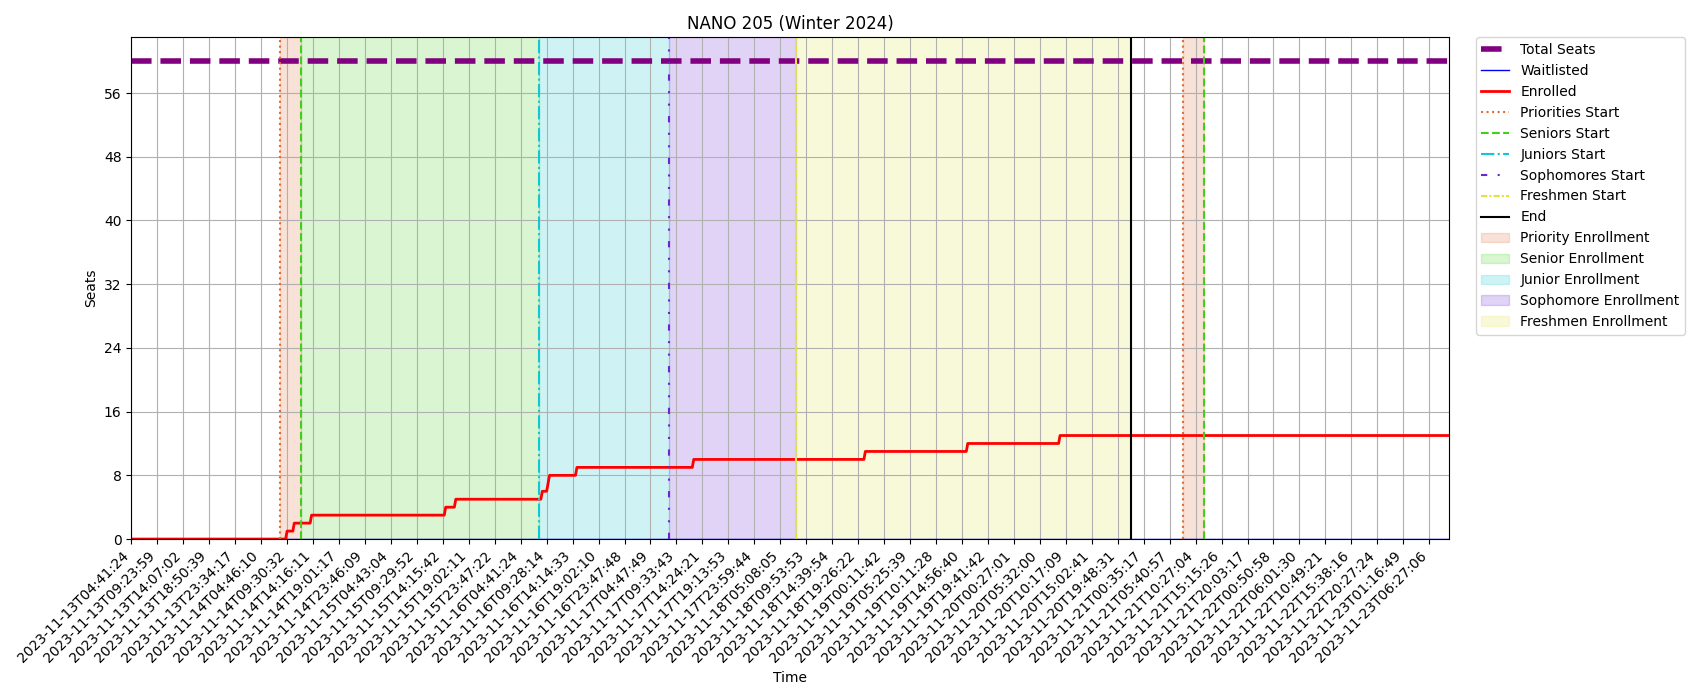 NANO 205 (Winter 2024)
Seats
56
48
40
32
24
16
8
0
2023-11-13T04:41:24
2023-11-13T09:23:59
2023-11-13T14:07:02
2023-11-13T18:50:39
2023-11-13T23:34:17
2023-11-14T04:46:10
2023-11-14T09:30:32
2023-11-14T14:16:11
2023-11-14T19:01:17
2023-11-14T23:46:09
2023-11-15T04:43:04
2023-11-15T09:29:52
2023-11-15T14:15:42
2023-11-15T19:02:11
2023-11-15T23:47:22
2023-11-16T04:41:24
2023-11-16T09:28:14
2023-11-16T14:14:33
2023-11-16T19:02:10
2023-11-16T23:47:48
2023-11-17T04:47:49
2023-11-17T09:33:43
2023-11-17T14:24:21
2023-11-17T19:13:53
2023-11-17T23:59:44
2023-11-18T05:08:05
2023-11-18T09:53:53
2023-11-18T14:39:54
2023-11-18T19:26:22
2023-11-19T00:11:42
2023-11-19T05:25:39
2023-11-19T10:11:28
2023-11-19T14:56:40
2023-11-19T19:41:42
2023-11-20T00:27:01
2023-11-20T05:32:00
2023-11-20T10:17:09
2023-11-20T15:02:41
2023-11-20T19:48:31
2023-11-21T00:35:17
2023-11-21T05:40:57
2023-11-21T10:27:04
2023-11-21T15:15:26
2023-11-21T20:03:17
2023-11-22T00:50:58
2023-11-22T06:01:30
2023-11-22T10:49:21
2023-11-22T15:38:16
2023-11-22T20:27:24
2023-11-23T01:16:49
2023-11-23T06:27:06
Time
Total Seats
Waitlisted
Enrolled
Priorities Start
Seniors Start
Juniors Start
Sophomores Start
Freshmen Start
End
Priority Enrollment
Senior Enrollment
Junior Enrollment
Sophomore Enrollment
Freshmen Enrollment